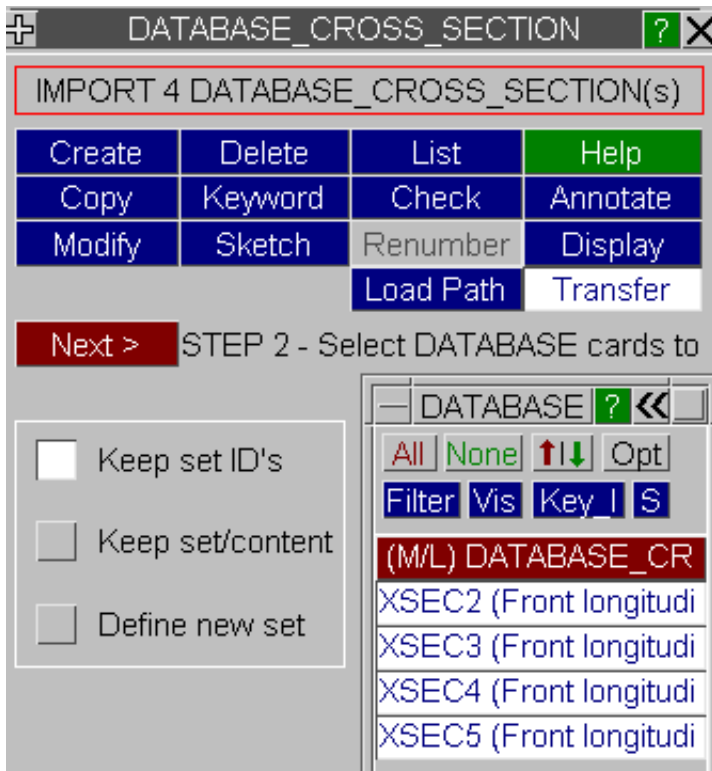 DATABASE_CROSS_SECTION ? X
IMPORT 4 DATABASE_CROSS_SECTION(s)
Create Delete List Help
Copy Keyword Check Annotate
Modify Sketch Renumber Display
Load Path Transfer
Next > STEP 2 - Select DATABASE cards to
DATABASE ? «
All None Opt
Keep set ID's
Filter Vis Key_I S
Keep set/content
(M/L) DATABASE_CR
XSEC2 (Front longitudi
Define new set
XSEC3 (Front longitudi
XSEC4 (Front longitudi
XSEC5 (Front longitudi